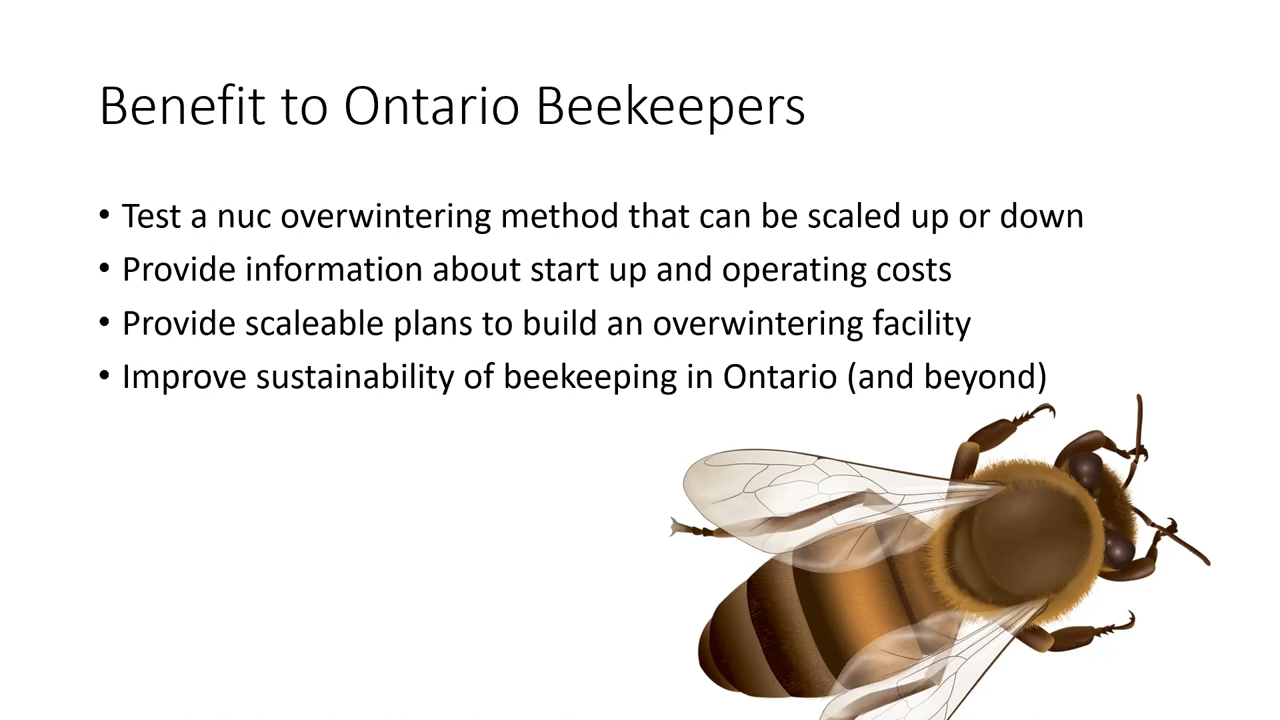 Benefit to Ontario Beekeepers
• Test a nuc overwintering method that can be scaled up or down
• Provide information about start up and operating costs
• Provide scaleable plans to build an overwintering facility
• Improve sustainability of beekeeping in Ontario (and beyond)